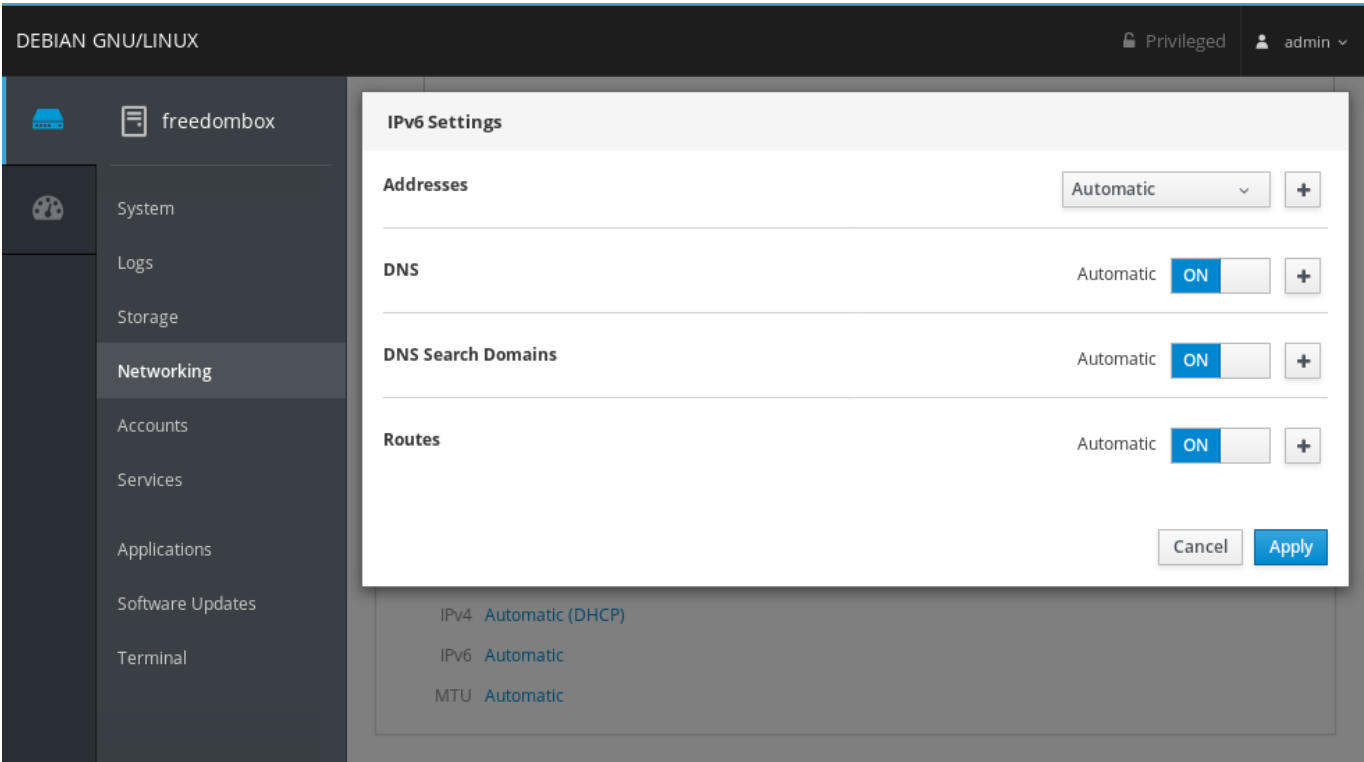 DEBIAN GNU/LINUX
Privileged
admin
freedombox
System
Logs
Storage
Networking
Accounts
Services
Applications
Software Updates
Terminal
IPv6 Settings
Addresses
Automatic
DNS
Automatic ON
DNS Search Domains
Automatic ON
Routes
Automatic ON
Cancel
Apply
IPv4 Automatic (DHCP)
IPv6 Automatic
MTU Automatic